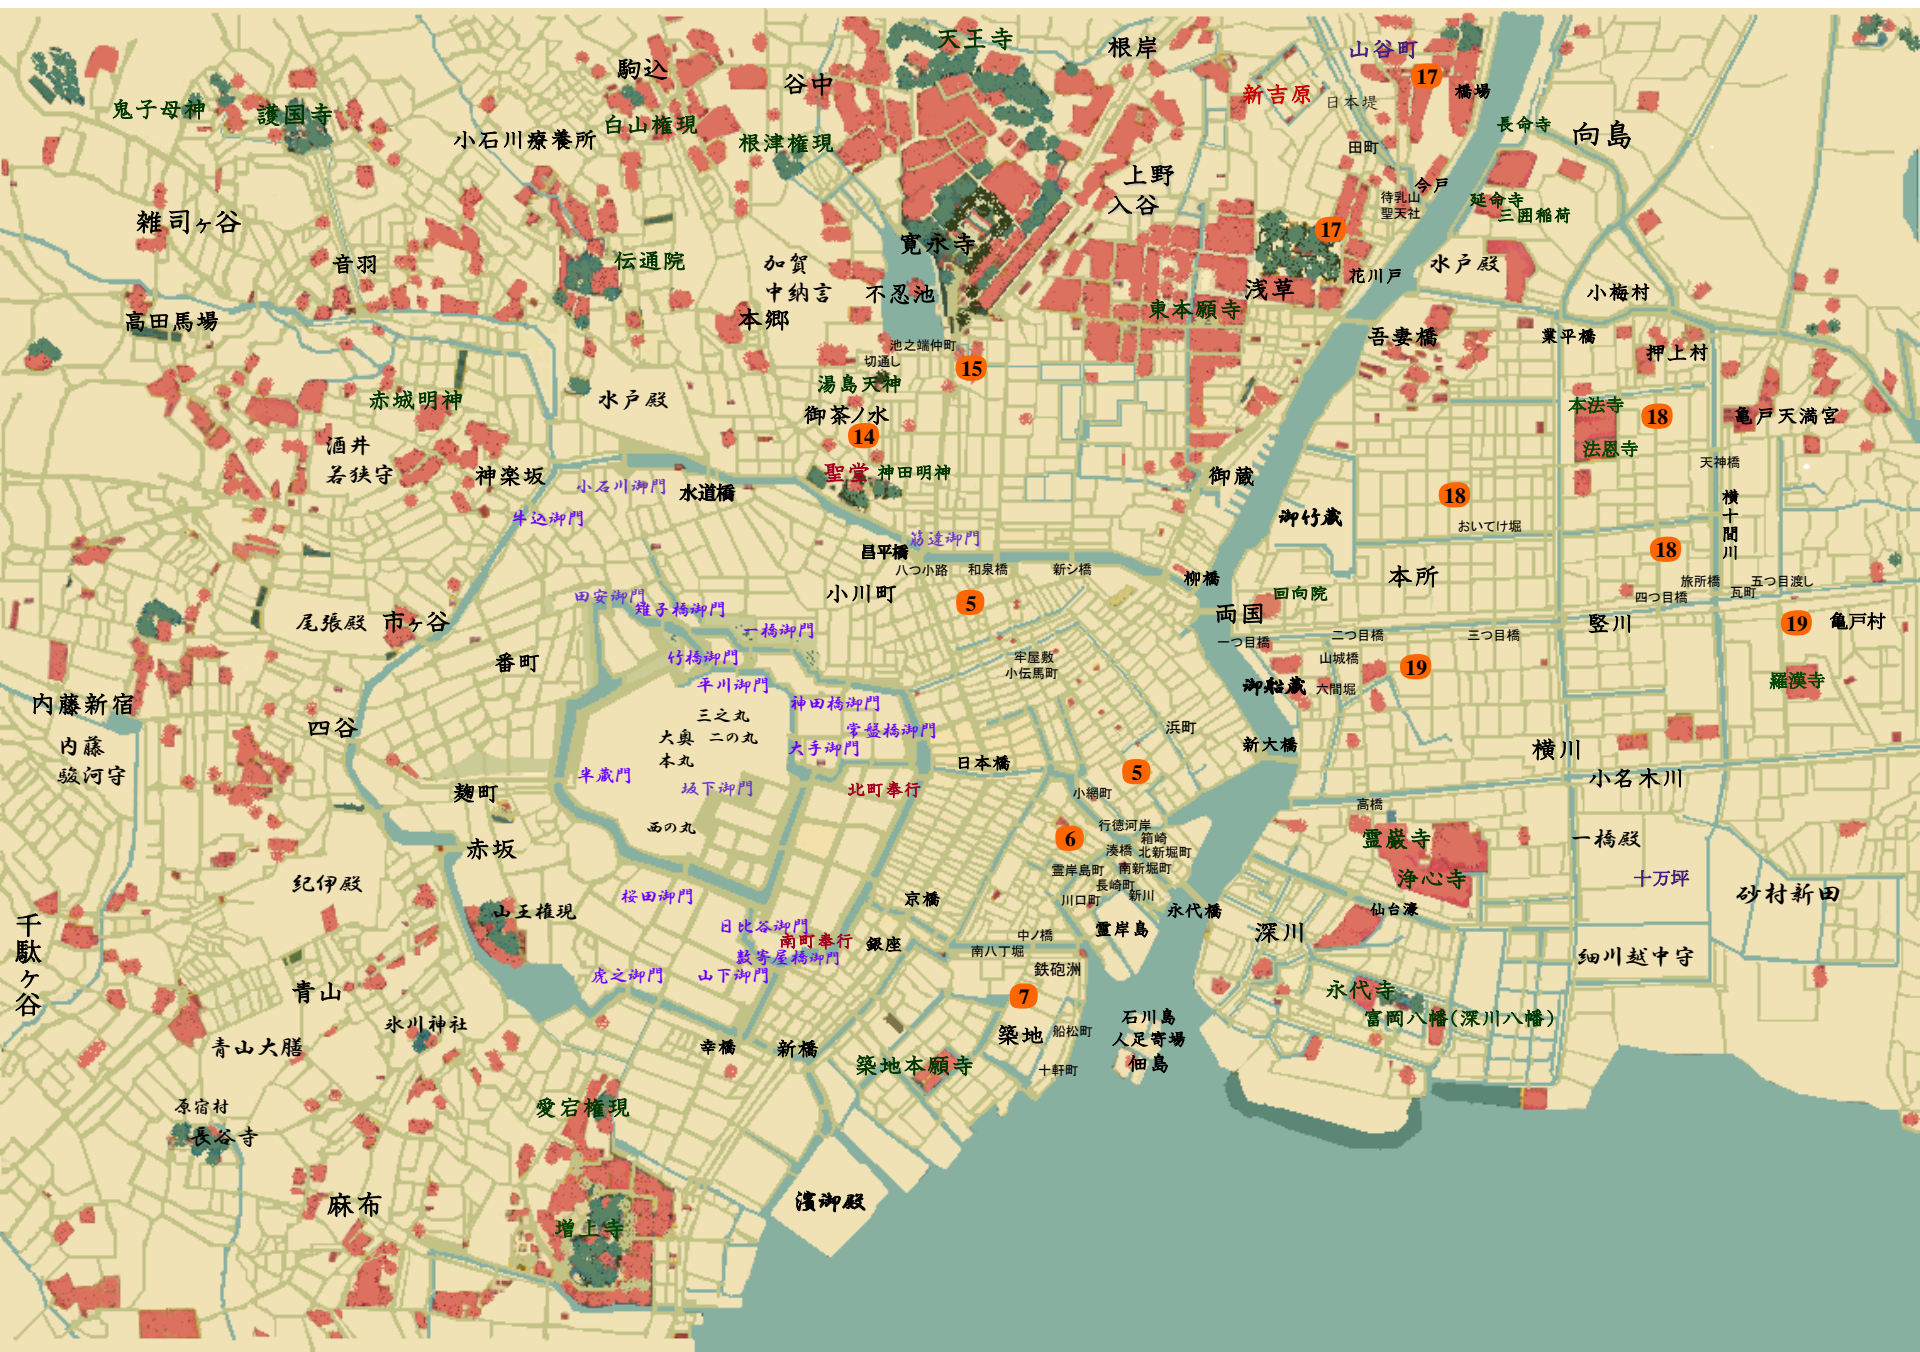 天王寺
根岸
山谷町
17
駒込
谷中
新吉原
日本堤
橋場
鬼子母神
護国寺
白山権現
小石川療養所
根津権現
長命寺
向島
田町
上野
入谷
今戸
待乳山
聖天社
延命寺
三囲稲荷
雑司ヶ谷
17
寛永寺
音羽
伝通院
加賀
中納言
不忍池
浅草
花川戸
水戸殿
小梅村
高田馬場
本郷
東本願寺
吾妻橋
業平橋
押上村
池之端仲町
切通し
15
湯島天神
赤城明神
水戸殿
御茶ノ水
14
本法寺
18
亀戸天満宮
酒井
若狭守
法恩寺
天神橋
神楽坂
小石川御門
水道橋
聖堂
神田明神
御蔵
18
横十間川
牛込御門
御竹蔵
おいてけ堀
昌平橋
筋違御門
18
八つ小路
和泉橋
新シ橋
柳橋
本所
旅所橋
五つ目渡し
田安御門
雉子橋御門
小川町
5
回向院
四つ目橋
瓦町
尾張殿
市ヶ谷
一橋御門
両国
竪川
19
亀戸村
一つ目橋
二つ目橋
三つ目橋
番町
竹橋御門
牢屋敷
小伝馬町
山城橋
19
平川御門
御船蔵
六間堀
羅漢寺
内藤新宿
四谷
神田橋御門
三之丸
大奥
二の丸
本丸
常盤橋御門
大手御門
浜町
新大橋
内藤
駿河守
半蔵門
日本橋
5
横川
小名木川
麹町
坂下御門
北町奉行
小網町
高橋
西の丸
行徳河岸
6
箱崎
湊橋
北新堀町
霊巌寺
一橋殿
赤坂
霊岸島町
南新堀町
浄心寺
十万坪
紀伊殿
長崎町
川口町
新川
砂村新田
桜田御門
京橋
永代橋
仙台濠
千駄ヶ谷
山王権現
日比谷御門
霊岸島
深川
南町奉行
銀座
中ノ橋
南八丁堀
数寄屋橋御門
細川越中守
虎之御門
山下御門
鉄砲洲
青山
7
永代寺
氷川神社
築地
船松町
石川島
人足寄場
佃島
富岡八幡(深川八幡)
青山大膳
幸橋
新橋
築地本願寺
十軒町
原宿村
愛宕権現
長谷寺
麻布
濱御殿
増上寺